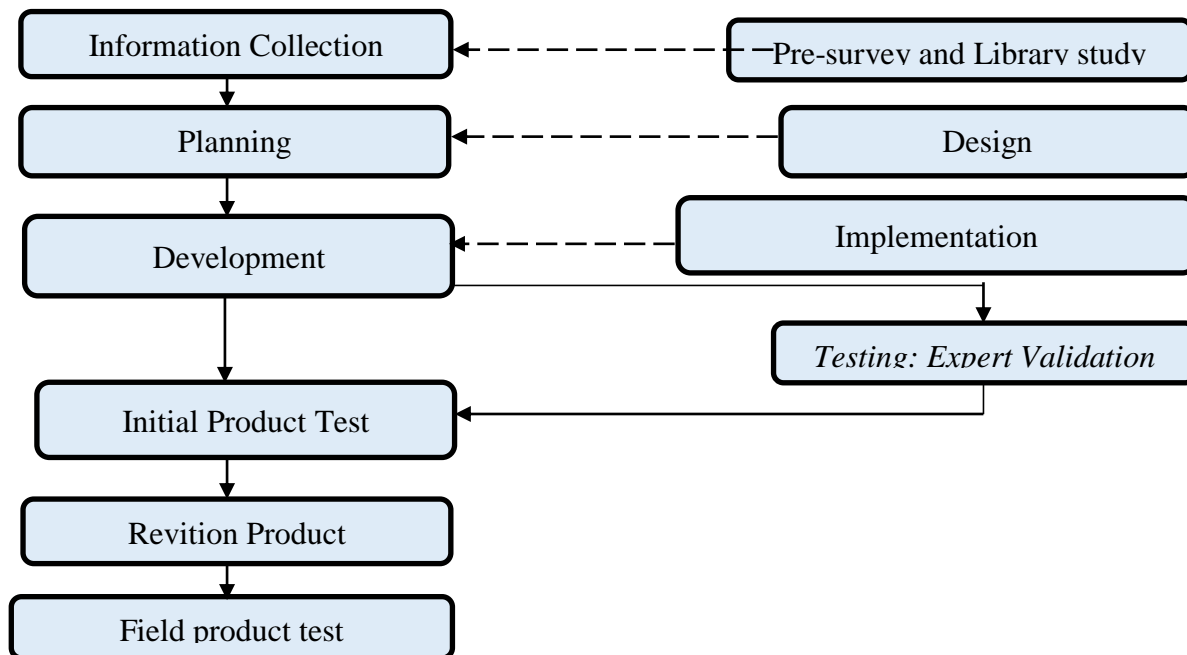 Information Collection
Pre-survey and Library study
Planning
Design
Implementation
Development
Testing: Expert Validation
Initial Product Test
Revition Product
Field product test